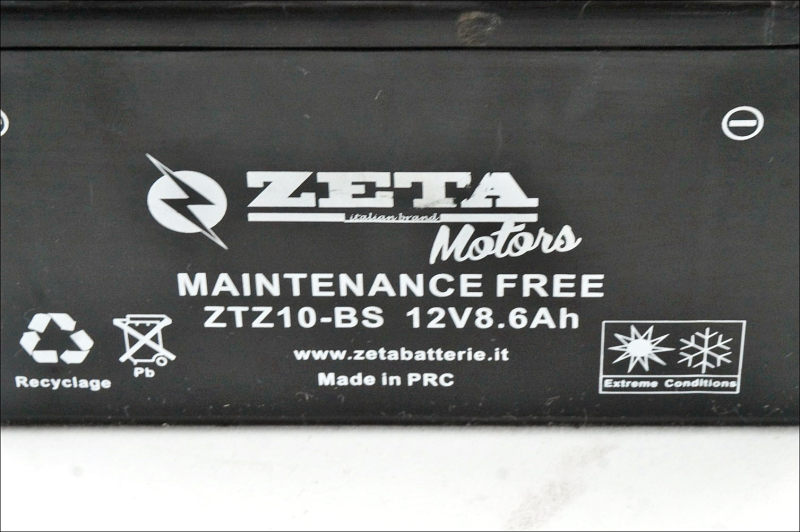 ZETA
italian brand
Motors
MAINTENANCE FREE
ZTZ10-BS 12V8.6Ah
www.zetabatterie.it
Made in PRC
Recyclage
Pb
Extreme Conditions